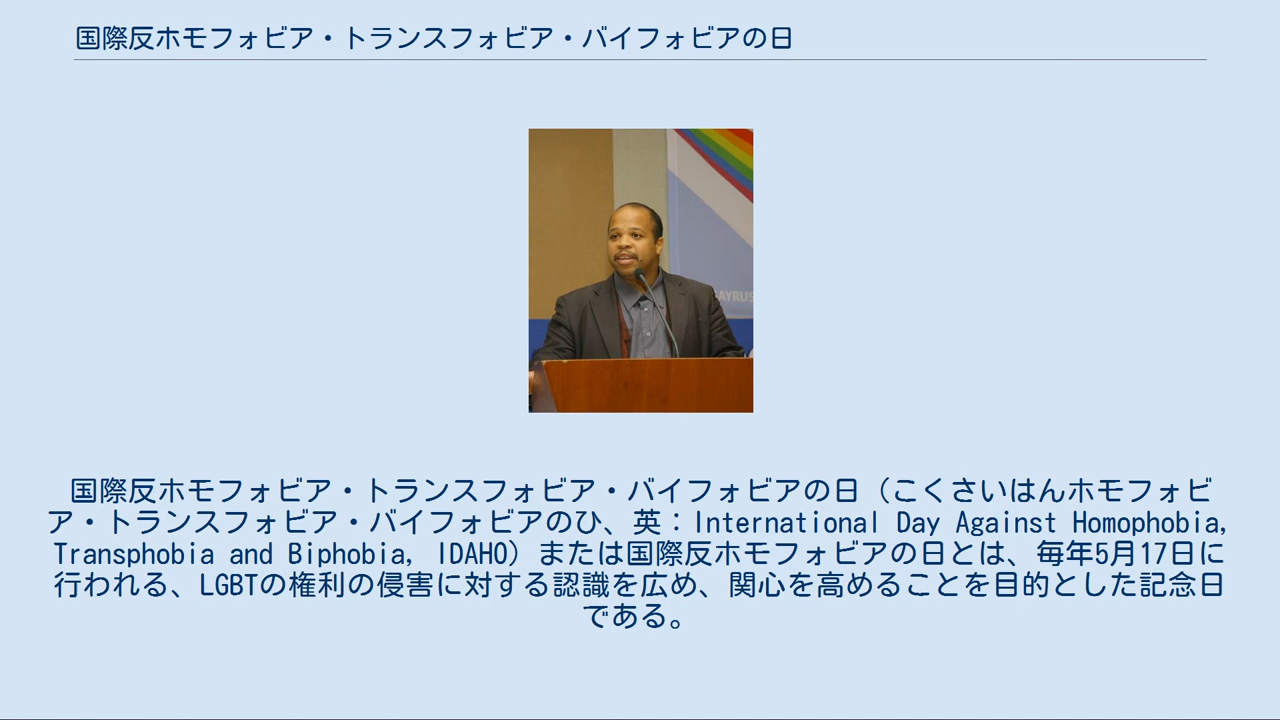 国際反ホモフォビア・トランスフォビア・バイフォビアの日
AYRUS
国際反ホモフォビア・トランスフォビア・バイフォビアの日（こくさいはんホモフォビ
ア・トランスフォビア・バイフォビアのひ、英：International Day Against Homophobia,
Transphobia and Biphobia, IDAHO）または国際反ホモフォビアの日とは、毎年5月17日に
行われる、LGBTの権利の侵害に対する認識を広め、関心を高めることを目的とした記念日
である。